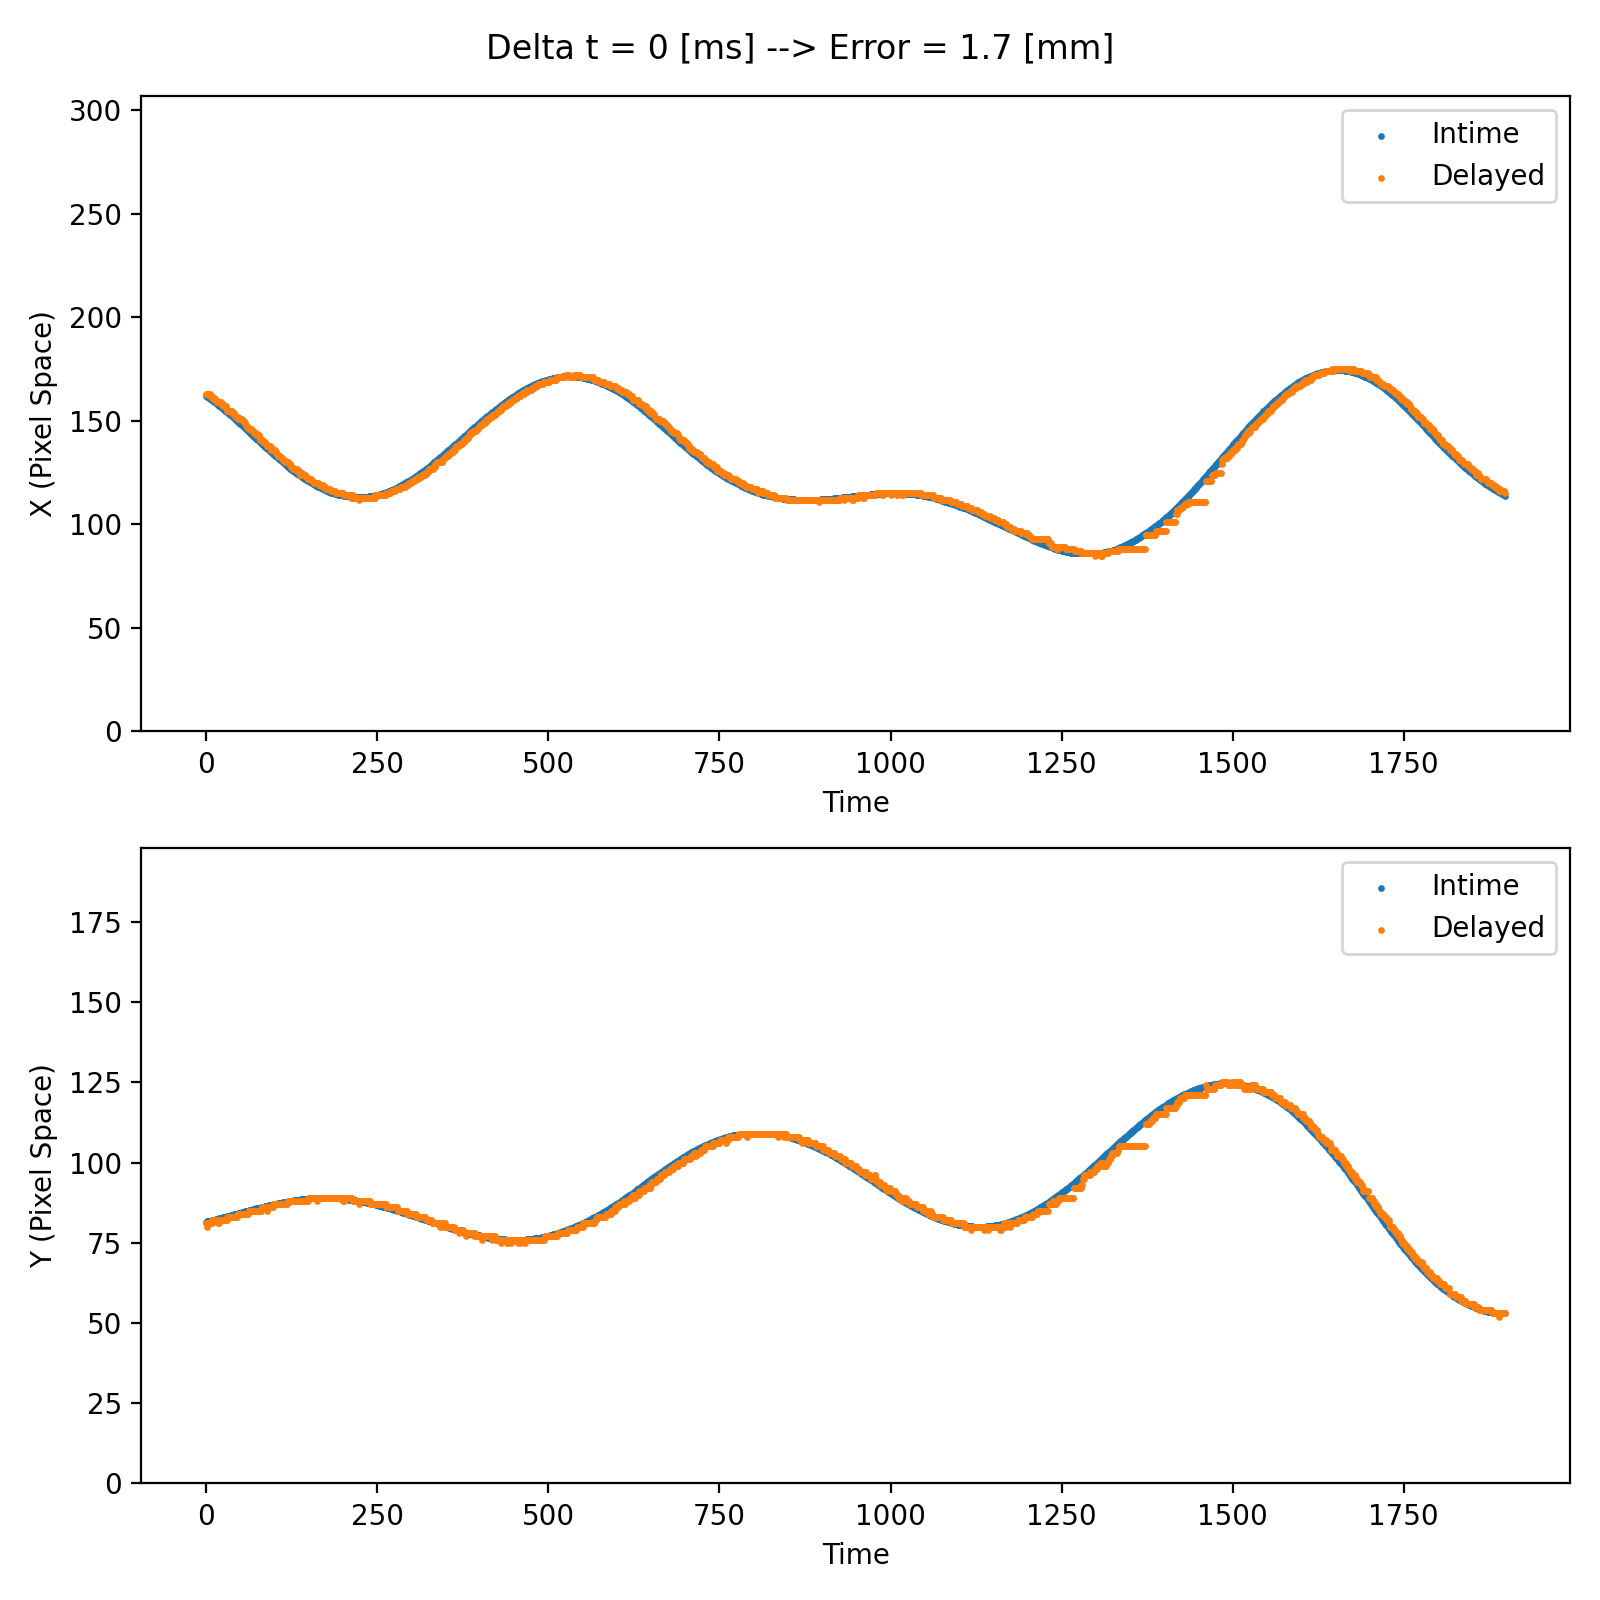 Delta t = 0 [ms] --> Error = 1.7 [mm]
300
250
200
150
100
50
0
X (Pixel Space)
Intime
Delayed
0 250 500 750 1000 1250 1500 1750
Time
175
150
125
100
75
50
25
0
Y (Pixel Space)
Intime
Delayed
0 250 500 750 1000 1250 1500 1750
Time